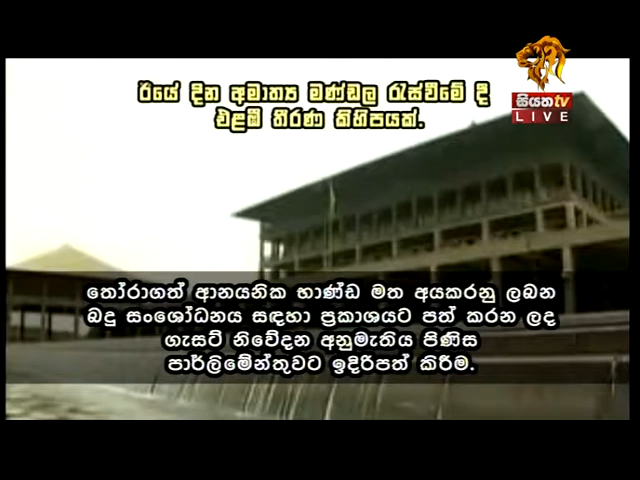 ඊයේ දින අමාත්‍ය මණ්ඩල රැස්වීමේ දී
එළඹි තීරණ කිහිපයක්.
සියත tv
LIVE
තෝරාගත් ආනයනික භාණ්ඩ මත අයකරනු ලබන
බදු සංශෝධනය සඳහා ප්‍රකාශයට පත් කරන ලද
ගැසට් නිවේදන අනුමැතිය පිණිස
පාර්ලිමේන්තුවට ඉදිරිපත් කිරීම.